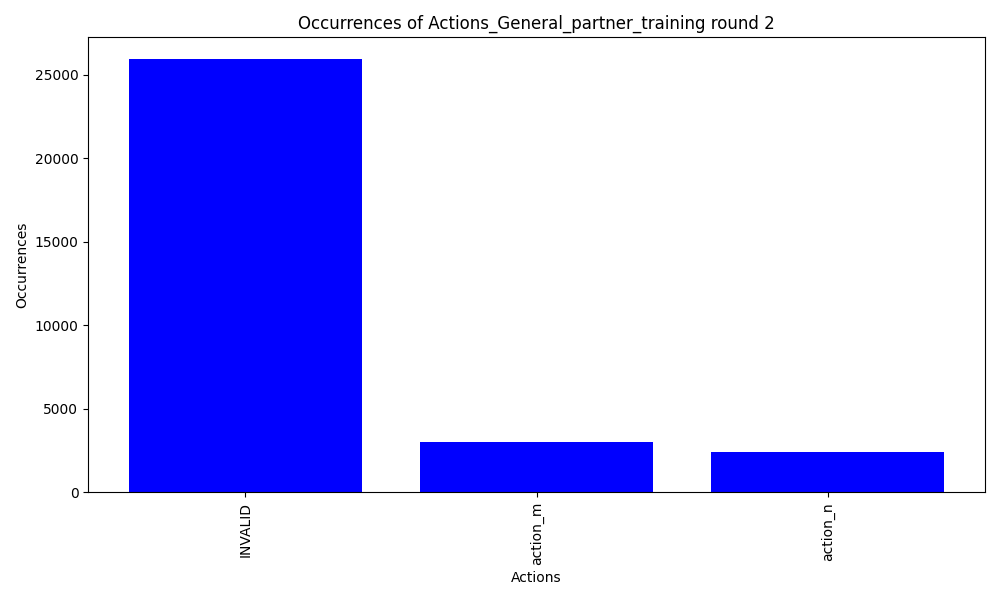 Occurrences of Actions_General_partner_training round 2
25000
20000
15000
10000
5000
0
Occurrences
INVALID
action_m
action_n
Actions